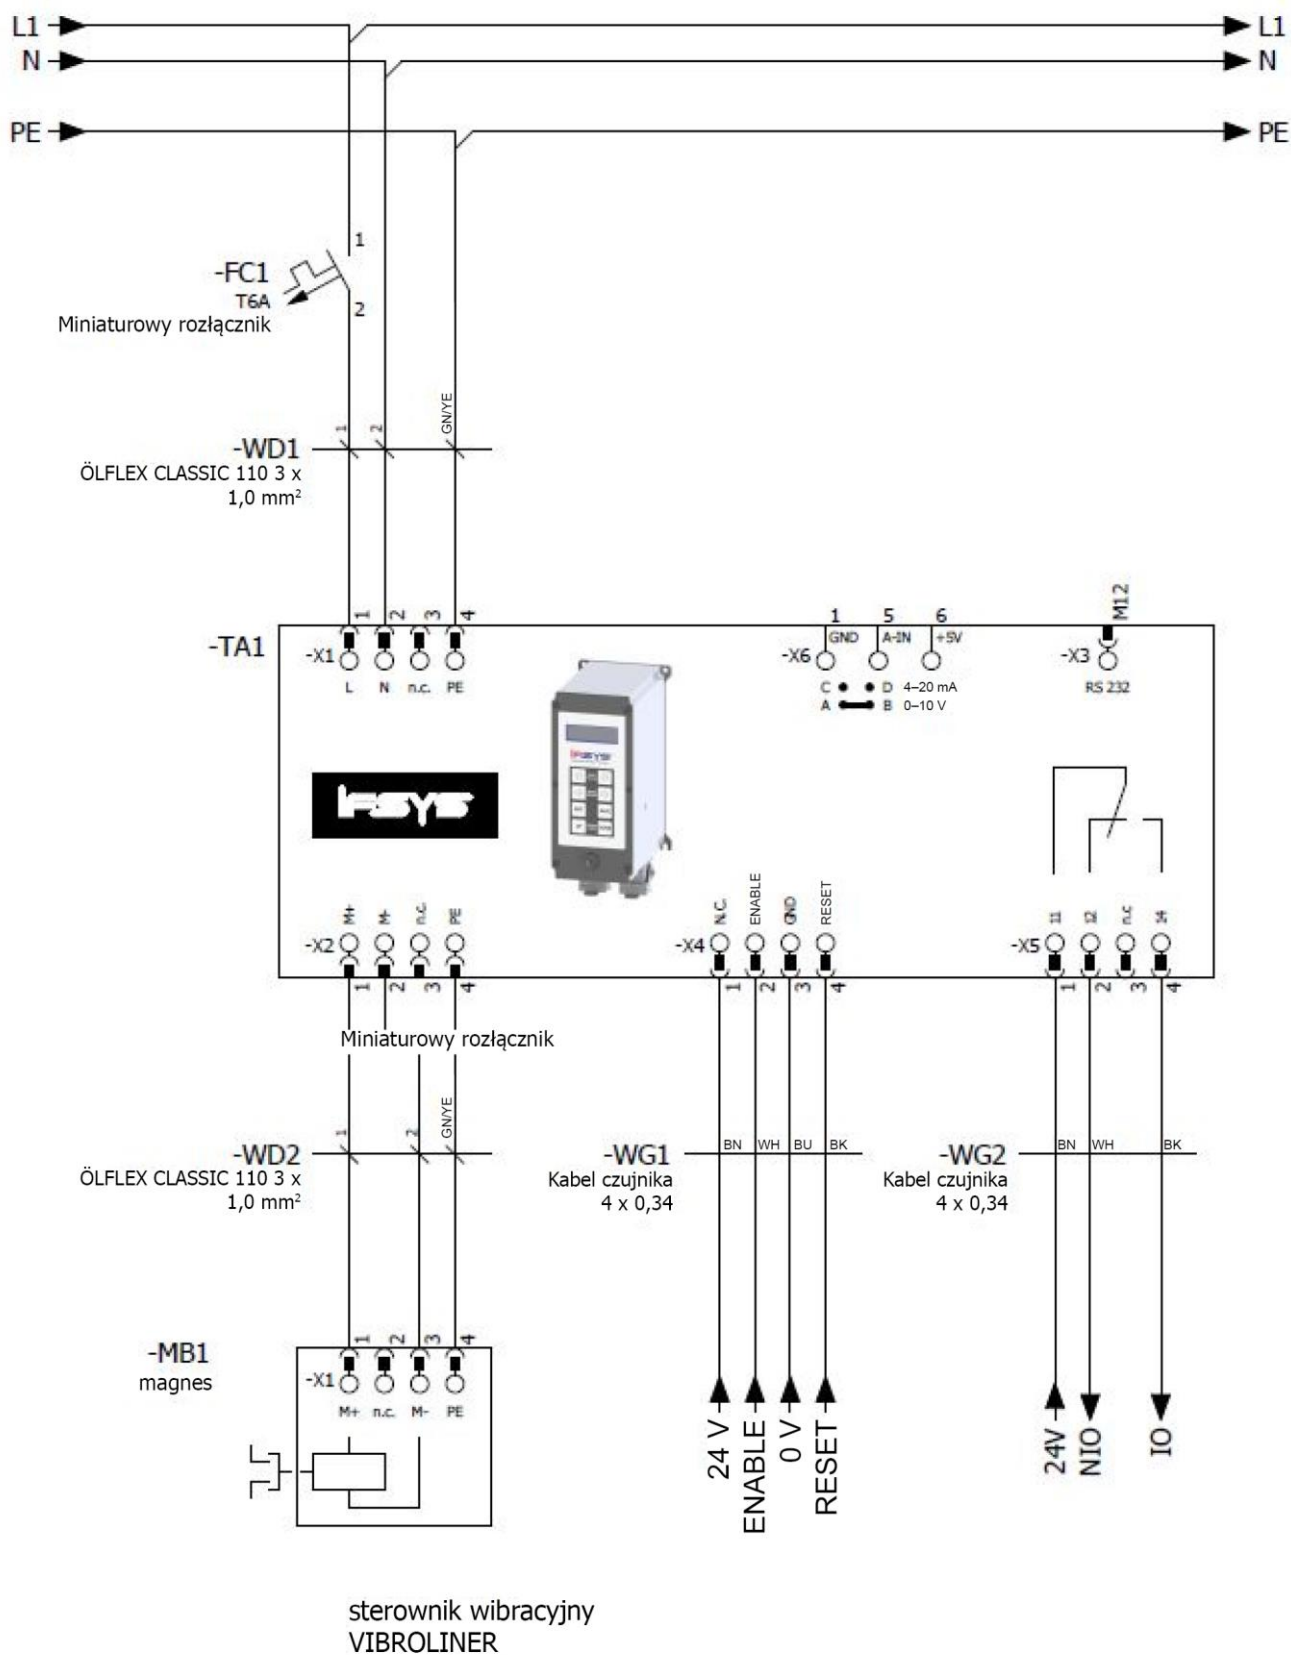 L1
L1
N
N
PE
PE
1
-FC1
T6A
2
Miniaturowy rozłącznik
1
2
GN/YE
-WD1
ÖLFLEX CLASSIC 110 3 x
1,0 mm²
1
2
3
4
1
5
6
M12
-TA1
GND
A-IN
+5V
-X1
-X6
-X3
L
N
n.c.
PE
C
D
4–20 mA
RS 232
A
B
0–10 V
IFSYS
M+
M-
n.c.
PE
N.C.
ENABLE
GND
RESET
11
12
n.c
14
-X2
-X4
-X5
1
2
3
4
1
2
3
4
1
2
3
4
Miniaturowy rozłącznik
1
2
GN/YE
-WD2
-WG1
BN
WH
BU
BK
-WG2
BN
WH
BK
ÖLFLEX CLASSIC 110 3 x
1,0 mm²
Kabel czujnika
4 x 0,34
Kabel czujnika
4 x 0,34
1
2
3
4
-MB1
magnes
-X1
M+
n.c.
M-
PE
24 V
ENABLE
0 V
RESET
24V
NIO
IO
sterownik wibracyjny
VIBROLINER